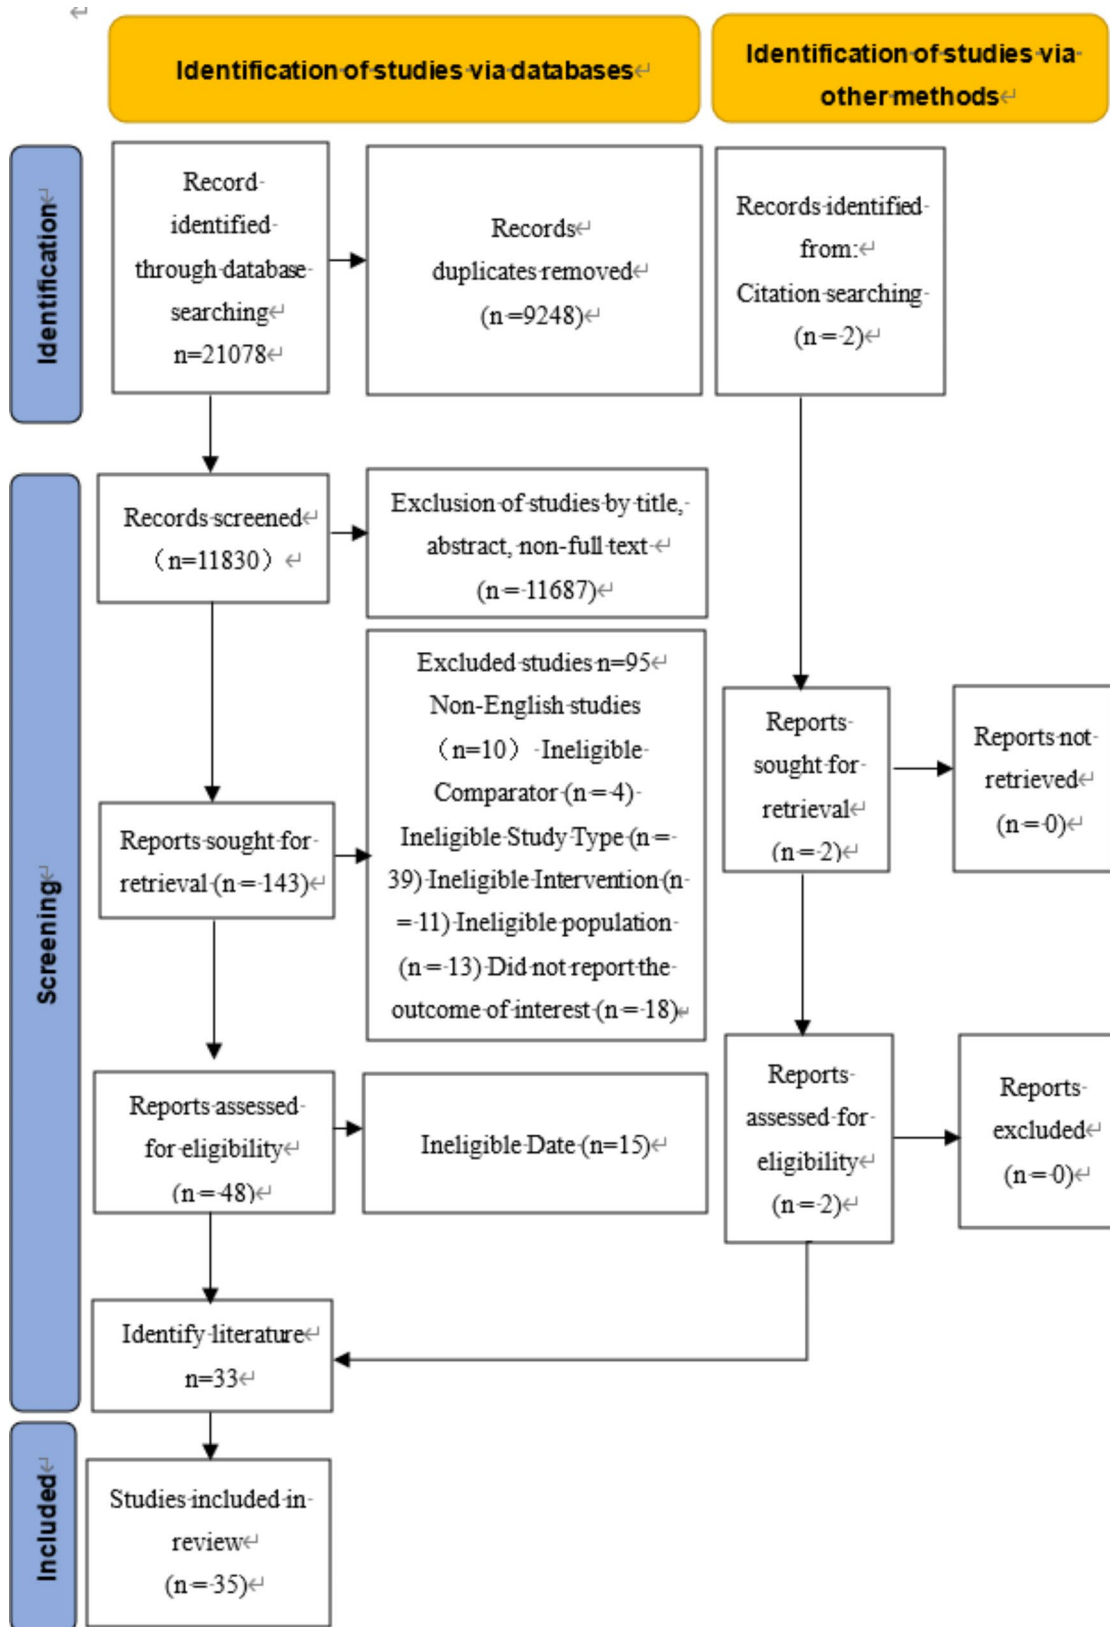 Identification of studies via databases
Identification of studies via
other methods
Identification
Record
identified
through database
searching
n=21078
Records
duplicates removed
(n =9248)
Records identified
from:
Citation searching
(n = 2)
Screening
Records screened
（n=11830）
Exclusion of studies by title,
abstract, non-full text
(n = 11687)
Reports sought for
retrieval (n = 143)
Excluded studies n=95
Non-English studies
（n=10） Ineligible
Comparator (n = 4)
Ineligible Study Type (n =
39) Ineligible Intervention (n
= 11) Ineligible population
(n = 13) Did not report the
outcome of interest (n = 18)
Reports
sought for
retrieval
(n = 2)
Reports not
retrieved
(n = 0)
Reports assessed
for eligibility
(n = 48)
Ineligible Date (n=15)
Reports
assessed for
eligibility
(n = 2)
Reports
excluded
(n = 0)
Identify literature
n=33
Included
Studies included in
review
(n = 35)